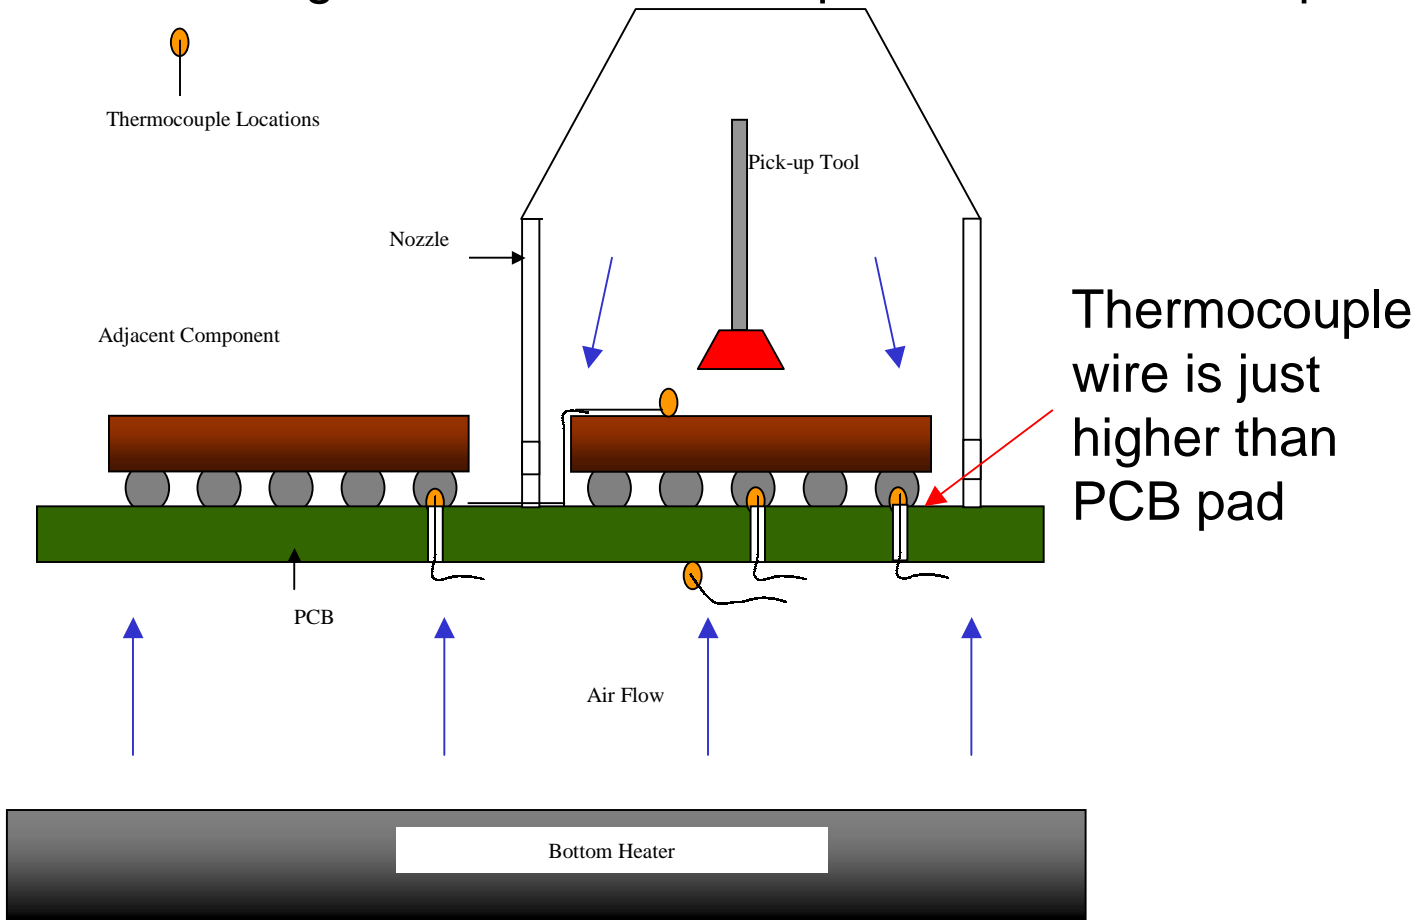 Thermocouple Locations
Pick-up Tool
Nozzle
Adjacent Component
Thermocouple
wire is just
higher than
PCB pad
PCB
Air Flow
Bottom Heater